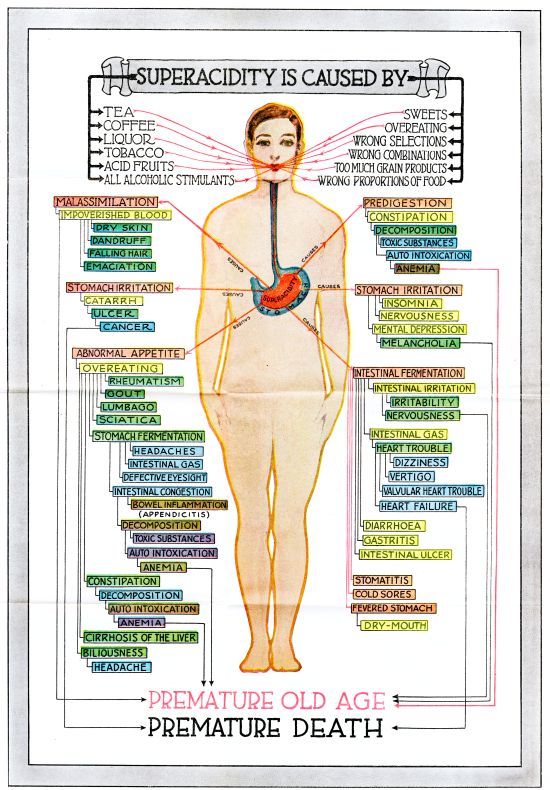 SUPERACIDITY IS CAUSED BY
TEA
COFFEE
LIQUOR
TOBACCO
ACID FRUITS
ALL ALCOHOLIC STIMULANTS
SWEETS
OVEREATING
WRONG SELECTIONS
WRONG COMBINATIONS
TOO MUCH GRAIN PRODUCTS
WRONG PROPORTIONS OF FOOD
MALASSIMILATION
IMPOVERISHED BLOOD
DRY SKIN
DANDRUFF
FALLING HAIR
EMACIATION
STOMACH IRRITATION
CATARRH
ULCER
CANCER
ABNORMAL APPETITE
OVEREATING
RHEUMATISM
GOUT
LUMBAGO
SCIATICA
STOMACH FERMENTATION
HEADACHES
INTESTINAL GAS
DEFECTIVE EYESIGHT
INTESTINAL CONGESTION
BOWEL INFLAMMATION
(APPENDICITIS)
DECOMPOSITION
TOXIC SUBSTANCES
AUTO INTOXICATION
ANEMIA
CONSTIPATION
DECOMPOSITION
AUTO INTOXICATION
ANEMIA
CIRRHOSIS OF THE LIVER
BILIOUSNESS
HEADACHE
CAUSES
CAUSES
CAUSES
SUPERACIDITY
STOMACH
CAUSES
CAUSES
CAUSES
PREDIGESTION
CONSTIPATION
DECOMPOSITION
TOXIC SUBSTANCES
AUTO INTOXICATION
ANEMIA
STOMACH IRRITATION
INSOMNIA
NERVOUSNESS
MENTAL DEPRESSION
MELANCHOLIA
INTESTINAL FERMENTATION
INTESTINAL IRRITATION
IRRITABILITY
NERVOUSNESS
INTESTINAL GAS
HEART TROUBLE
DIZZINESS
VERTIGO
VALVULAR HEART TROUBLE
HEART FAILURE
DIARRHOEA
GASTRITIS
INTESTINAL ULCER
STOMATITIS
COLD SORES
FEVERED STOMACH
DRY-MOUTH
PREMATURE OLD AGE
PREMATURE DEATH